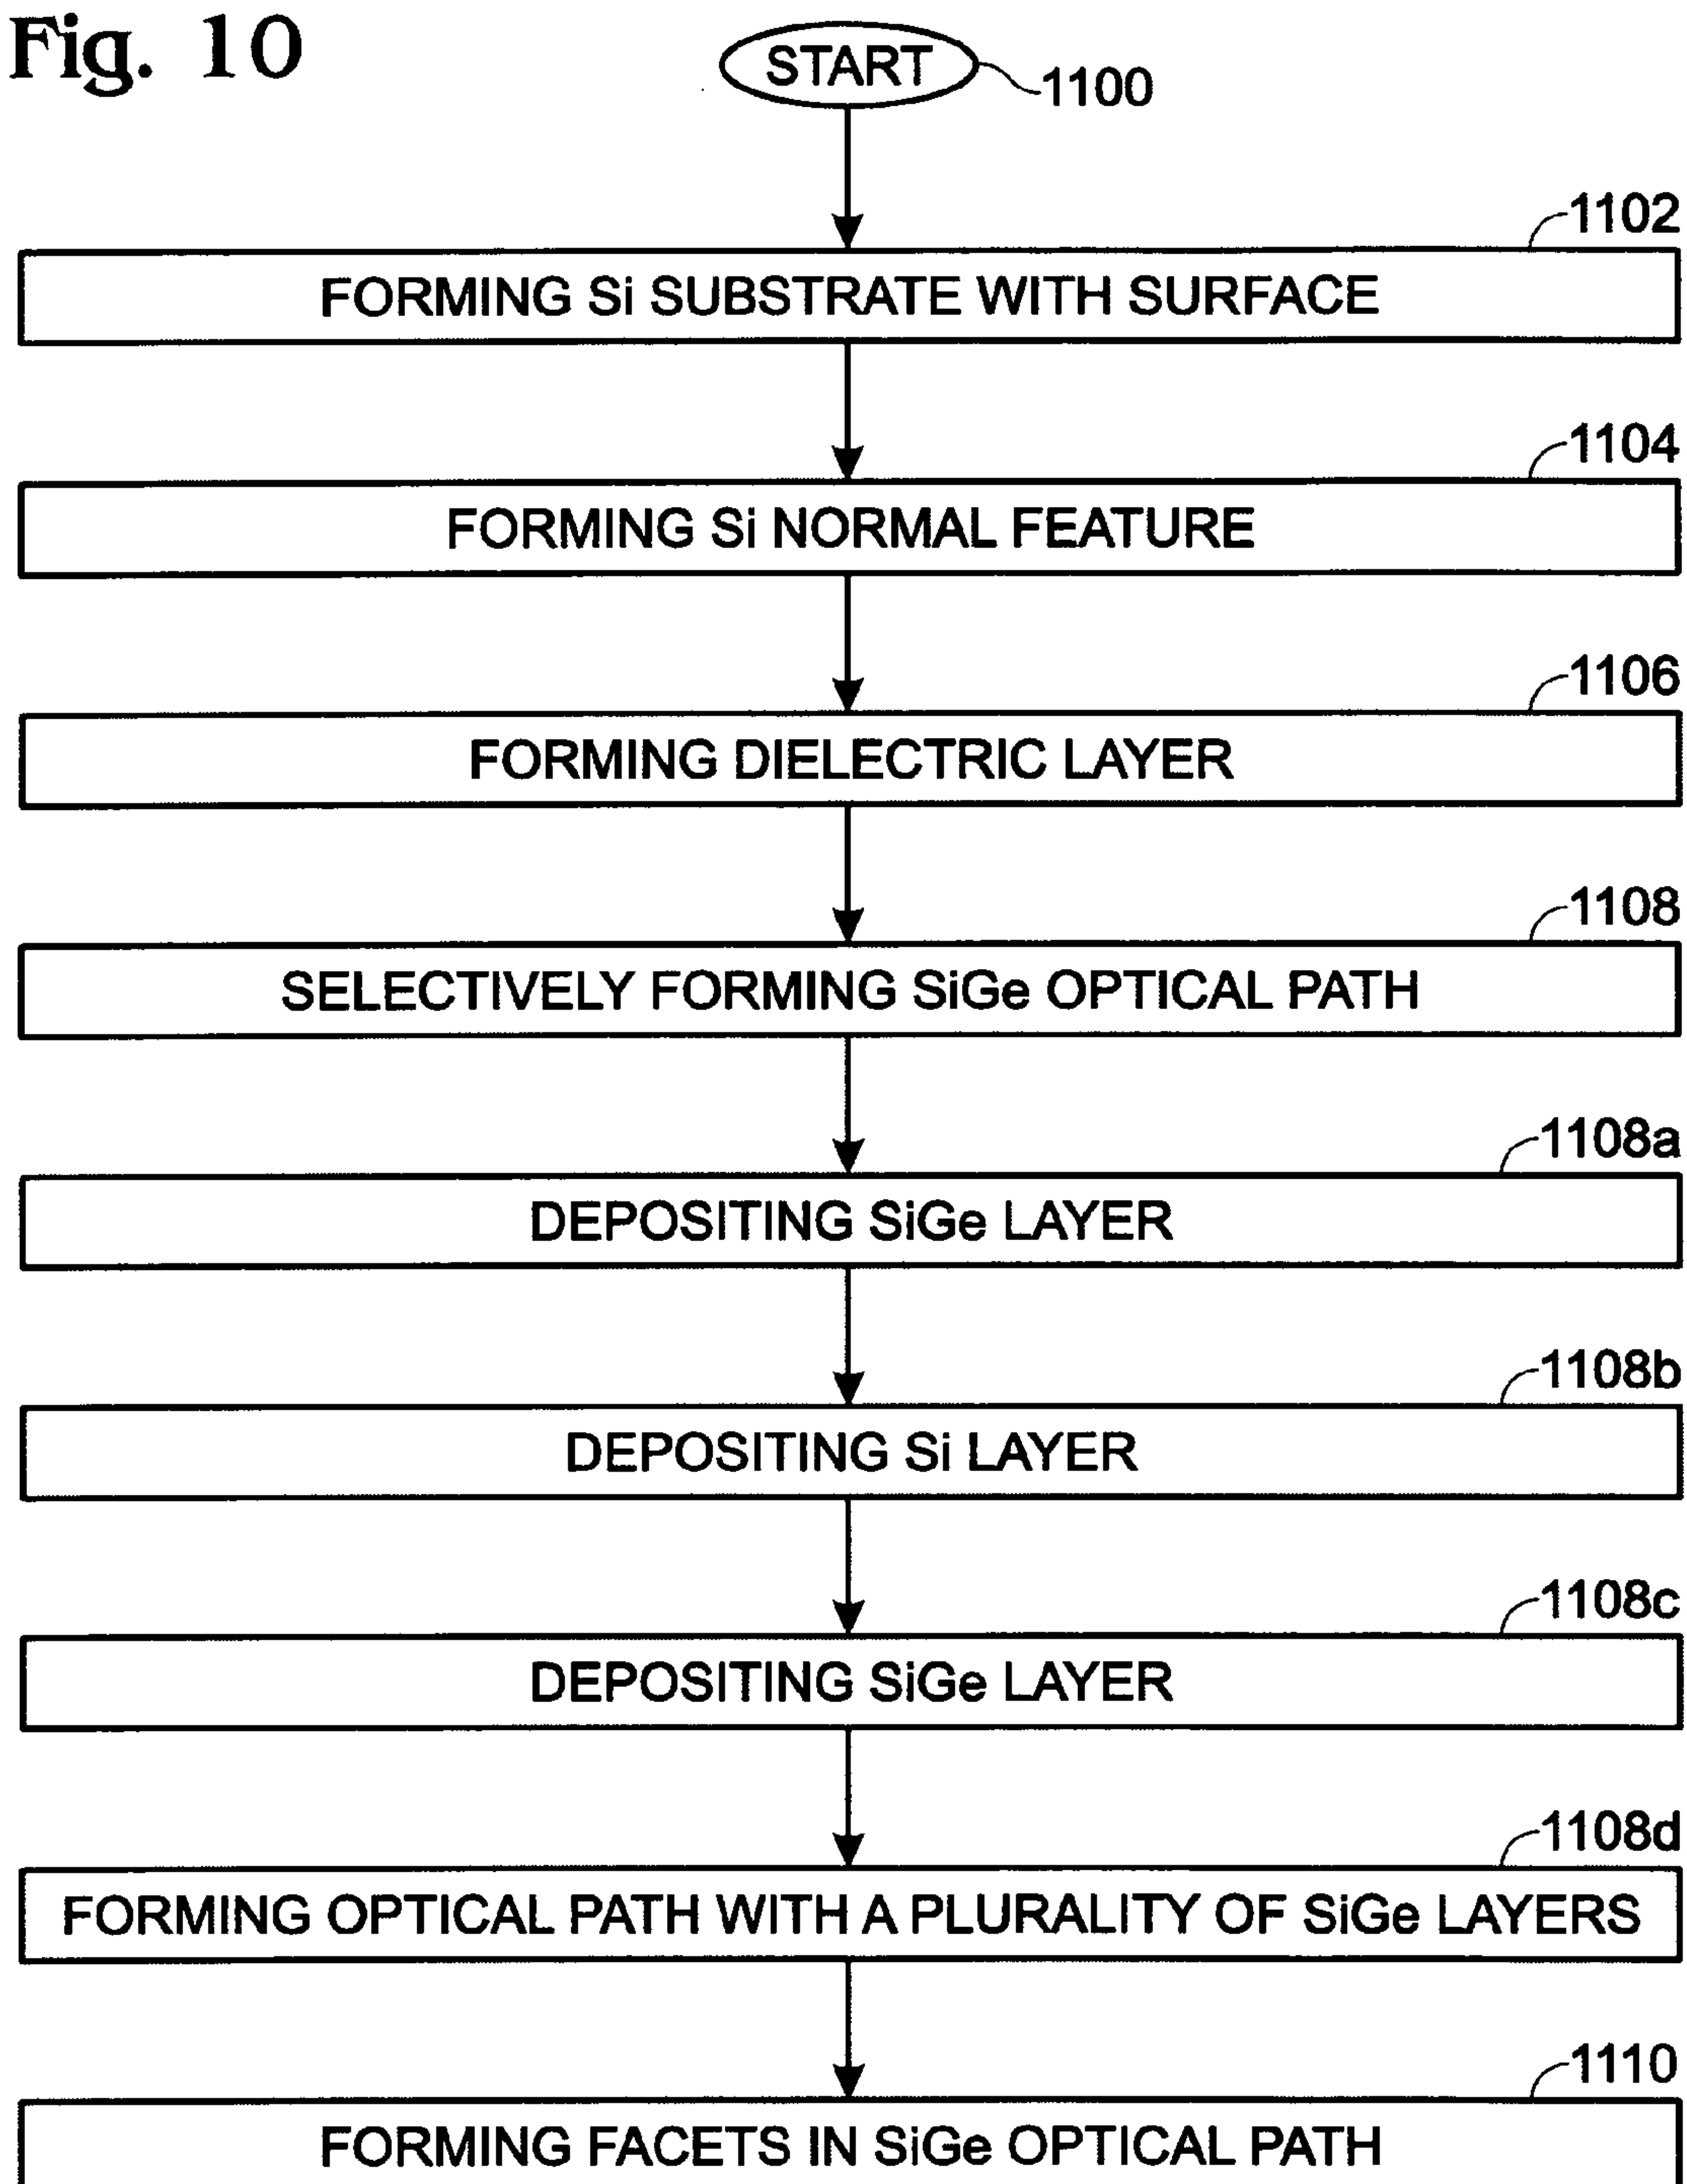 Fig. 10
START
1100
1102
FORMING Si SUBSTRATE WITH SURFACE
1104
FORMING Si NORMAL FEATURE
1106
FORMING DIELECTRIC LAYER
1108
SELECTIVELY FORMING SiGe OPTICAL PATH
1108a
DEPOSITING SiGe LAYER
1108b
DEPOSITING Si LAYER
1108c
DEPOSITING SiGe LAYER
1108d
FORMING OPTICAL PATH WITH A PLURALITY OF SiGe LAYERS
1110
FORMING FACETS IN SiGe OPTICAL PATH